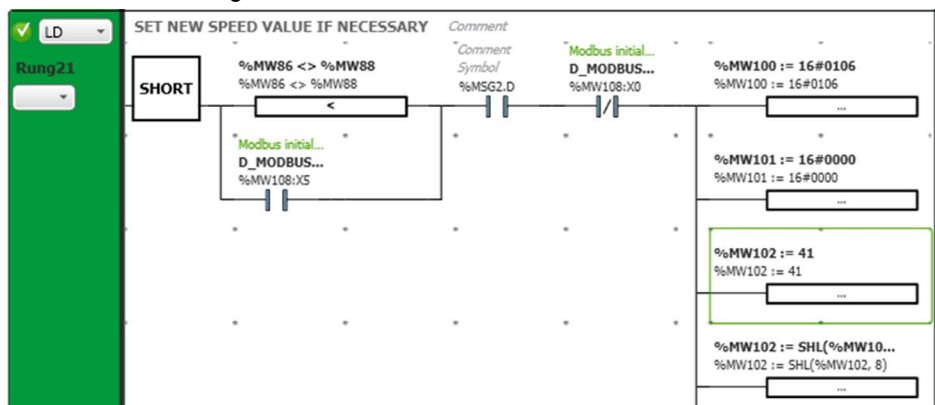 LD
SET NEW SPEED VALUE IF NECESSARY
Comment
Rung21
SHORT
%MW86 <> %MW88
%MW86 <> %MW88
<
Comment
Symbol
%MSG2.D
Modbus initial...
D_MODBUS...
%MW108:X0
/
%MW100 := 16#0106
%MW100 := 16#0106
...
Modbus initial...
D_MODBUS...
%MW108:X5
%MW101 := 16#0000
%MW101 := 16#0000
...
%MW102 := 41
%MW102 := 41
...
%MW102 := SHL(%MW10...
%MW102 := SHL(%MW102, 8)
...